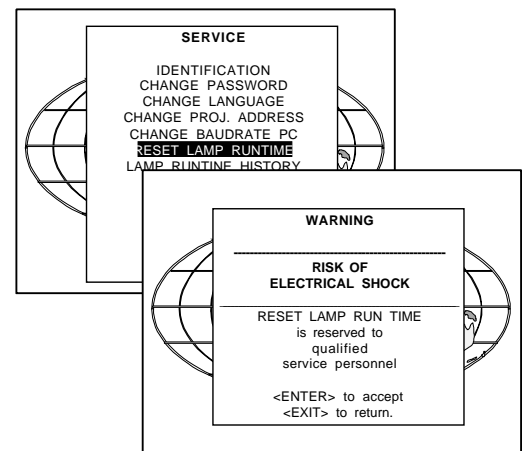 SERVICE
IDENTIFICATION
CHANGE PASSWORD
CHANGE LANGUAGE
CHANGE PROJ. ADDRESS
CHANGE BAUDRATE PC
RESET LAMP RUNTIME
LAMP RUNTINE HISTORY
WARNING
RISK OF
ELECTRICAL SHOCK
RESET LAMP RUN TIME
is reserved to
qualified
service personnel
<ENTER> to accept
<EXIT> to return.